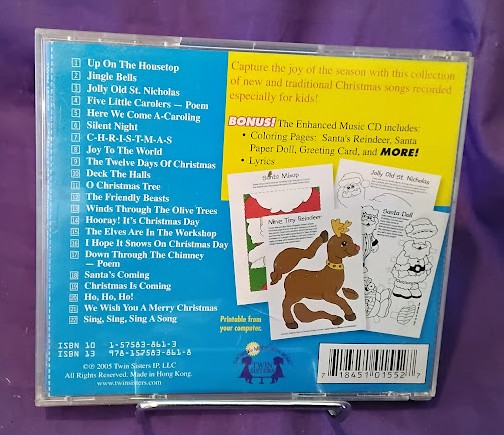 1 Up On The Housetop
2 Jingle Bells
3 Jolly Old St. Nicholas
4 Five Little Carolers — Poem
5 Here We Come A-Caroling
6 Silent Night
7 C-H-R-I-S-T-M-A-S
8 Joy To The World
9 The Twelve Days Of Christmas
10 Deck The Halls
11 O Christmas Tree
12 The Friendly Beasts
13 Winds Through The Olive Trees
14 Hooray! It's Christmas Day
15 The Elves Are In The Workshop
16 I Hope It Snows On Christmas Day
17 Down Through The Chimney
— Poem
18 Santa's Coming
19 Christmas Is Coming
20 Ho, Ho, Ho!
21 We Wish You A Merry Christmas
22 Sing, Sing, Sing A Song
ISBN 10 1-57583-861-3
ISBN 13 978-157583-861-8
©℗ 2005 Twin Sisters IP, LLC
All Rights Reserved. Made in Hong Kong.
www.twinsisters.com
Capture the joy of the season with this collection
of new and traditional Christmas songs recorded
especially for kids!
BONUS! The Enhanced Music CD includes:
• Coloring Pages: Santa's Reindeer, Santa
Paper Doll, Greeting Card, and MORE!
• Lyrics
Santa Mixup
Jolly Old St. Nicholas
Nine Tiny Reindeer
Santa Doll
Printable from
your computer.
TWIN
SISTERS
7 18451 01552 7